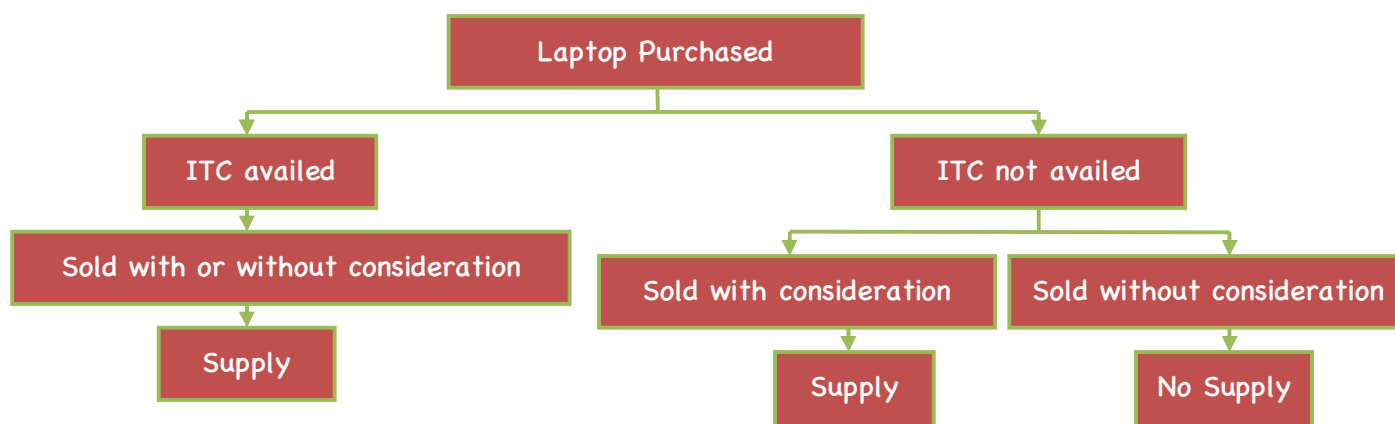 Laptop Purchased
ITC availed
ITC not availed
Sold with or without consideration
Sold with consideration
Sold without consideration
Supply
Supply
No Supply